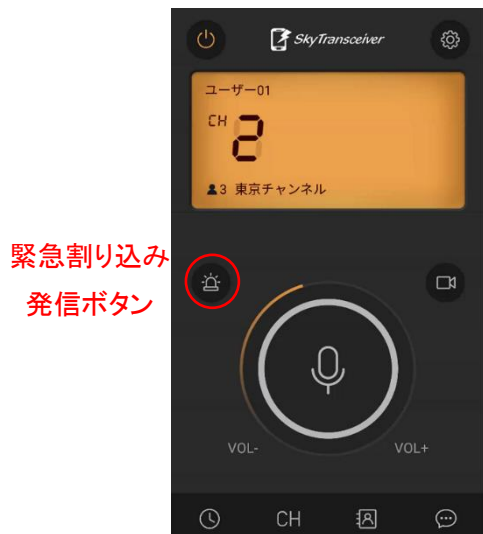 SkyTransceiver
ユーザー01
CH 2
3 東京チャンネル
緊急割り込み
発信ボタン
VOL- VOL+
CH